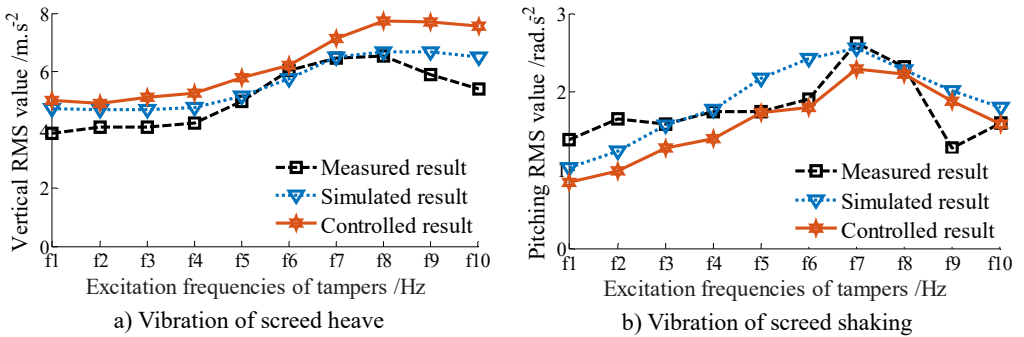 Vertical RMS value /m.s-2
8
6
4
2
0
Measured result
Simulated result
Controlled result
f1 f2 f3 f4 f5 f6 f7 f8 f9 f10
Excitation frequencies of tampers /Hz
a) Vibration of screed heave
Pitching RMS value /rad.s-2
3
2
1
0
Measured result
Simulated result
Controlled result
f1 f2 f3 f4 f5 f6 f7 f8 f9 f10
Excitation frequencies of tampers /Hz
b) Vibration of screed shaking